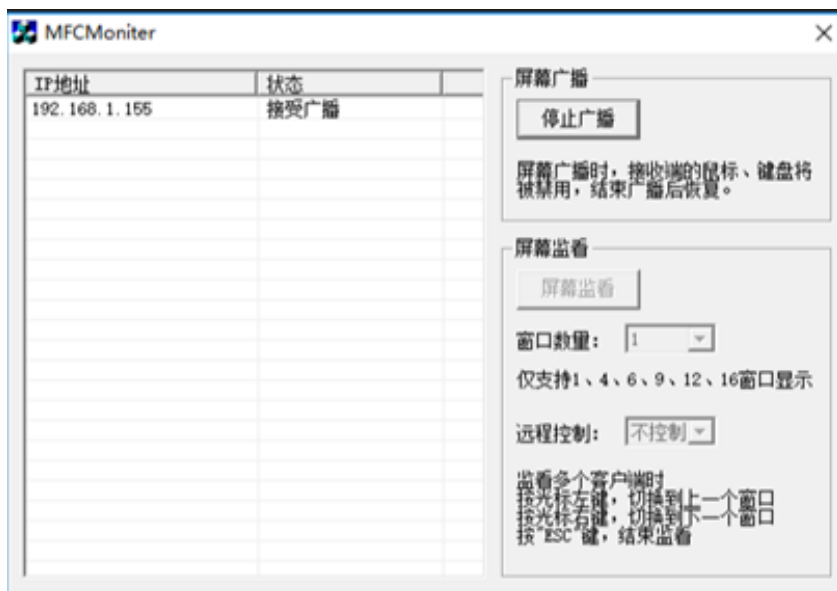 MFCMoniter
IP地址 状态
192.168.1.155 接受广播
屏幕广播
停止广播
屏幕广播时，接收端的鼠标、键盘将
被禁用，结束广播后恢复。
屏幕监看
屏幕监看
窗口数量： 1
仅支持1、4、6、9、12、16窗口显示
远程控制： 不控制
监看多个客户端时
按光标左键，切换到上一个窗口
按光标右键，切换到下一个窗口
按"ESC"键，结束监看